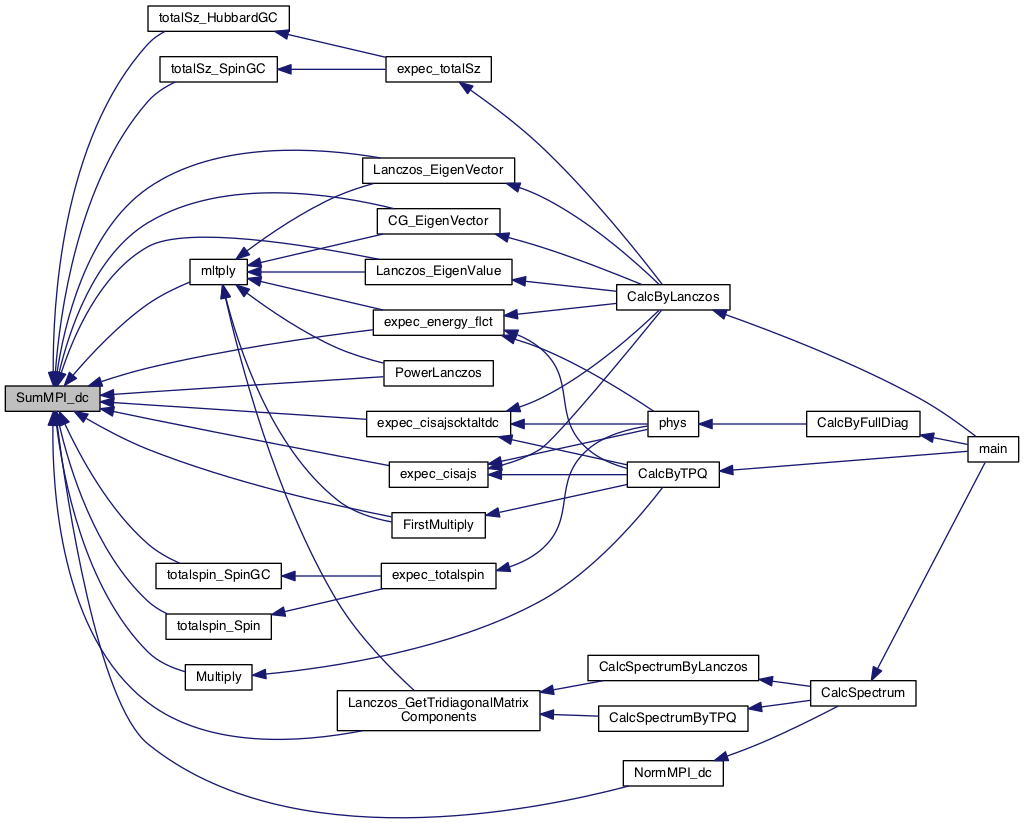 totalSz_HubbardGC
totalSz_SpinGC
expec_totalSz
Lanczos_EigenVector
CG_EigenVector
mltply
Lanczos_EigenValue
CalcByLanczos
expec_energy_flct
PowerLanczos
SumMPI_dc
expec_cisajscktaltdc
phys
CalcByFullDiag
main
expec_cisajs
CalcByTPQ
FirstMultiply
totalspin_SpinGC
expec_totalspin
totalspin_Spin
Multiply
CalcSpectrumByLanczos
CalcSpectrum
Lanczos_GetTridiagonalMatrix
Components
CalcSpectrumByTPQ
NormMPI_dc